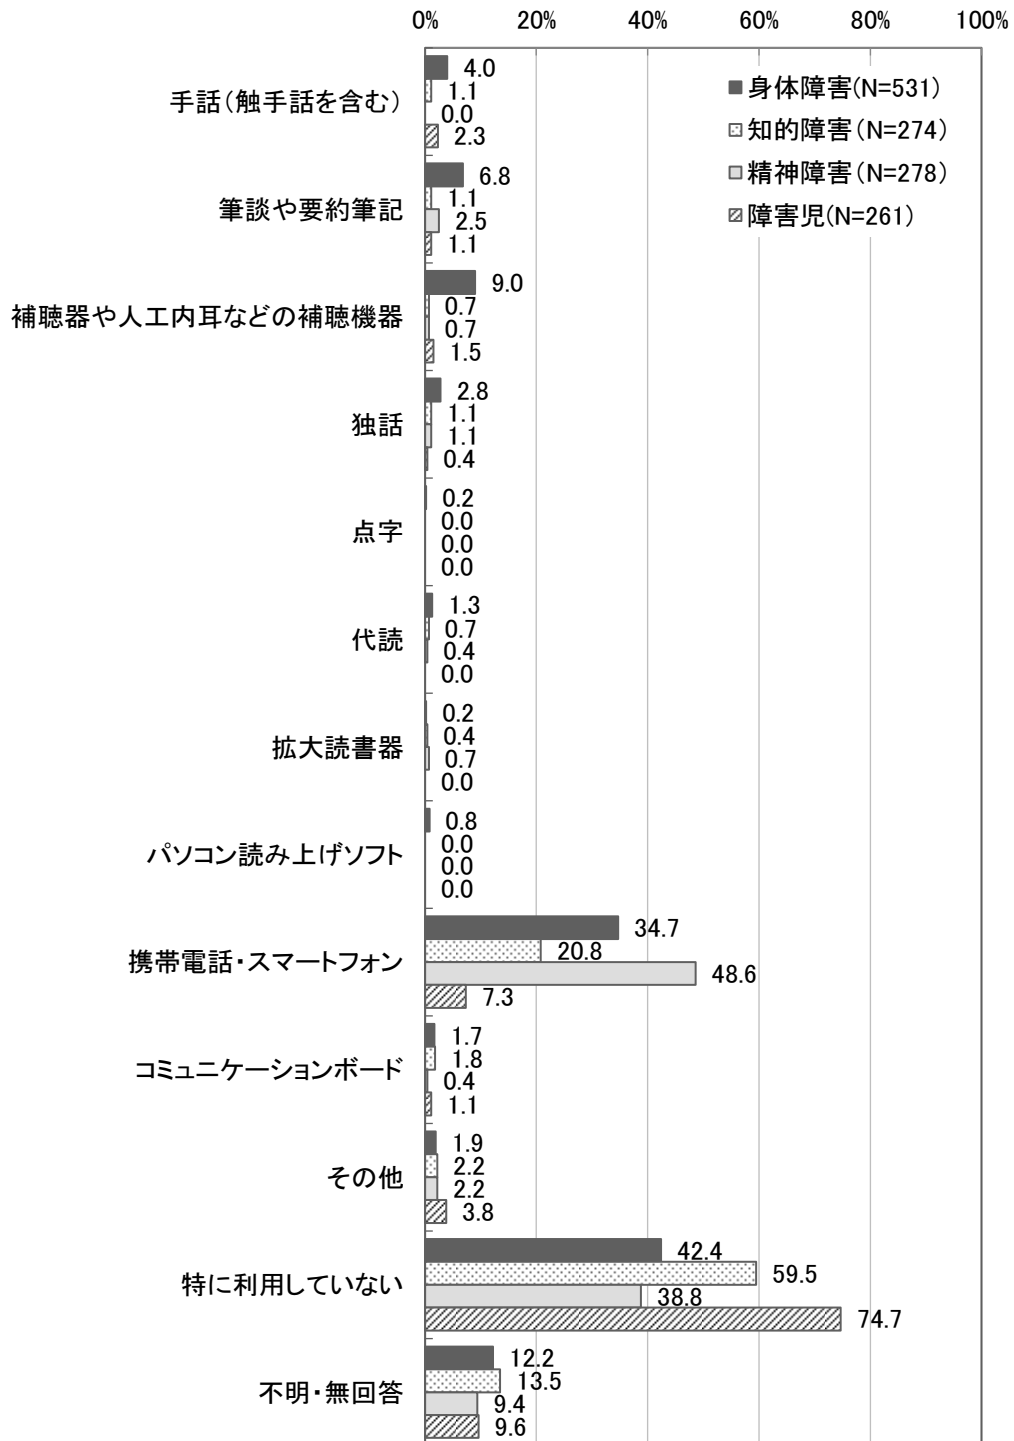 0% 20% 40% 60% 80% 100%
身体障害(N=531)
知的障害(N=274)
精神障害(N=278)
障害児(N=261)
手話(触手話を含む)
4.0
1.1
0.0
2.3
筆談や要約筆記
6.8
1.1
2.5
1.1
補聴器や人工内耳などの補聴機器
9.0
0.7
0.7
1.5
独話
2.8
1.1
1.1
0.4
点字
0.2
0.0
0.0
0.0
代読
1.3
0.7
0.4
0.0
拡大読書器
0.2
0.4
0.7
0.0
パソコン読み上げソフト
0.8
0.0
0.0
0.0
携帯電話・スマートフォン
34.7
20.8
48.6
7.3
コミュニケーションボード
1.7
1.8
0.4
1.1
その他
1.9
2.2
2.2
3.8
特に利用していない
42.4
59.5
38.8
74.7
不明・無回答
12.2
13.5
9.4
9.6